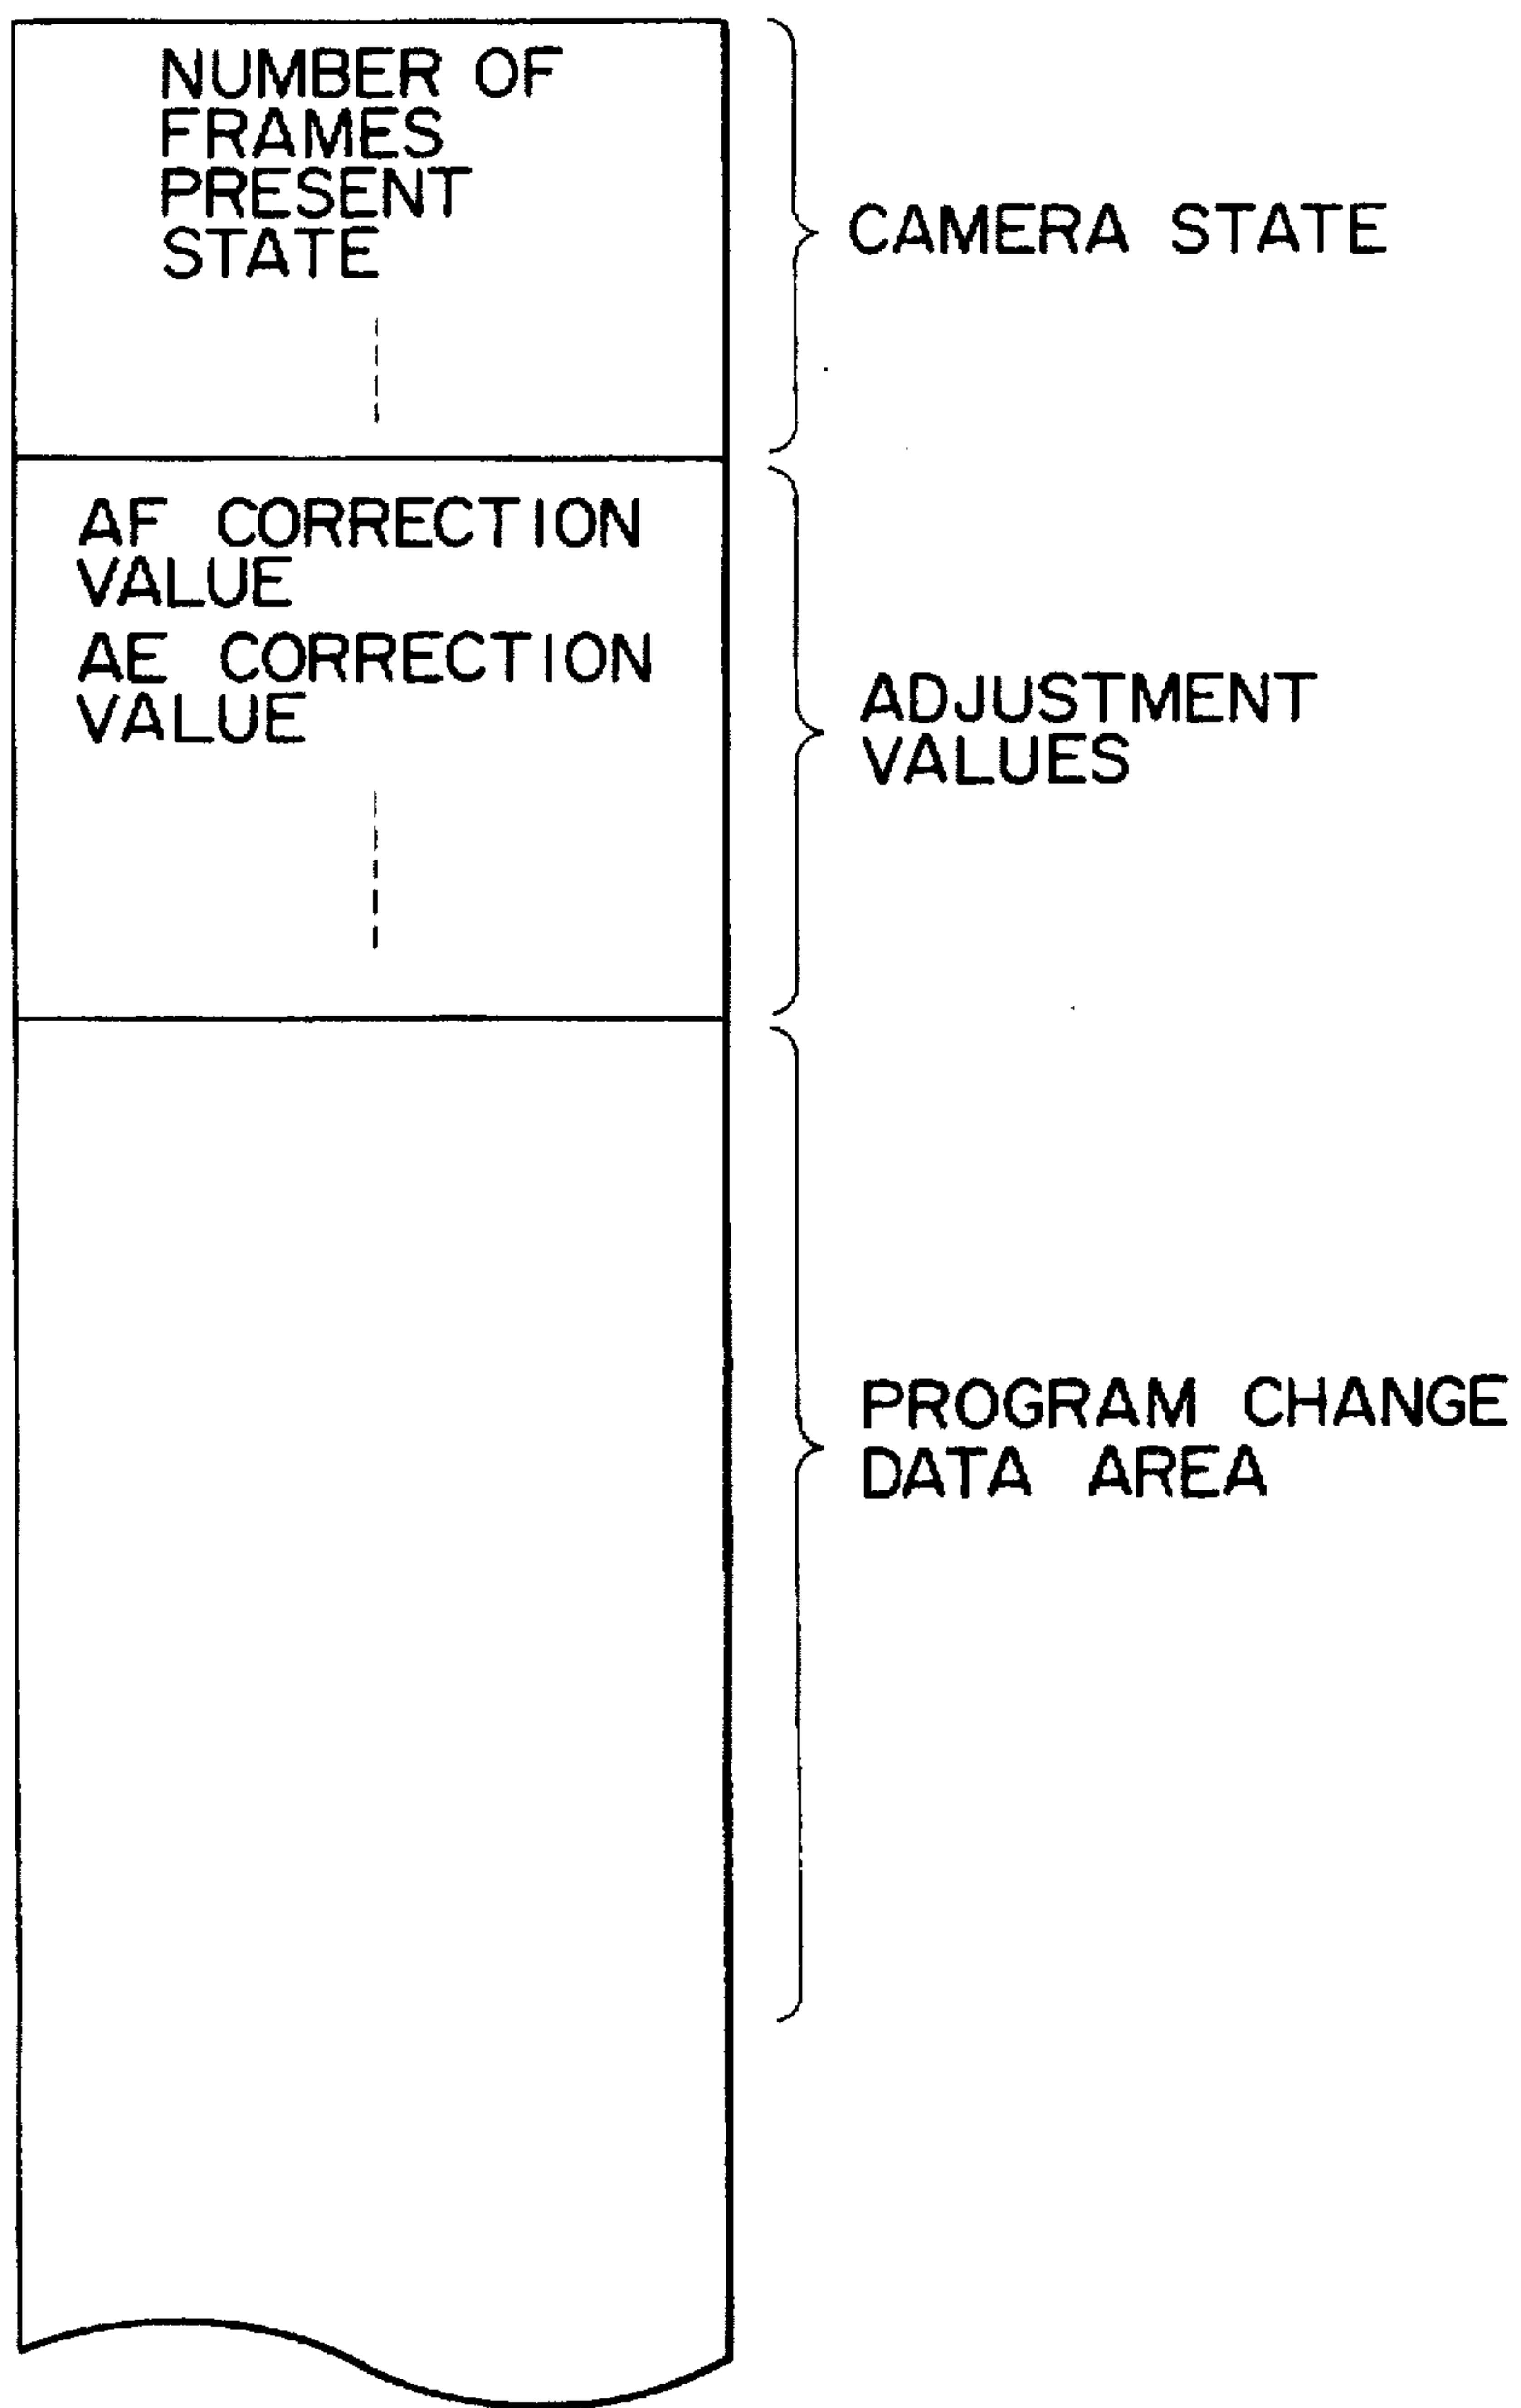 NUMBER OF
FRAMES
PRESENT
STATE
CAMERA STATE
AF CORRECTION
VALUE
AE CORRECTION
VALUE
ADJUSTMENT
VALUES
PROGRAM CHANGE
DATA AREA